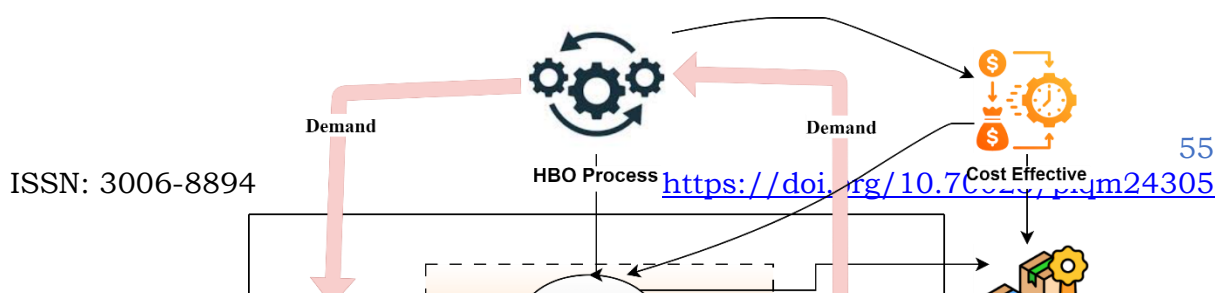 Demand
Demand
55
HBO Process
Cost Effective
ISSN: 3006-8894